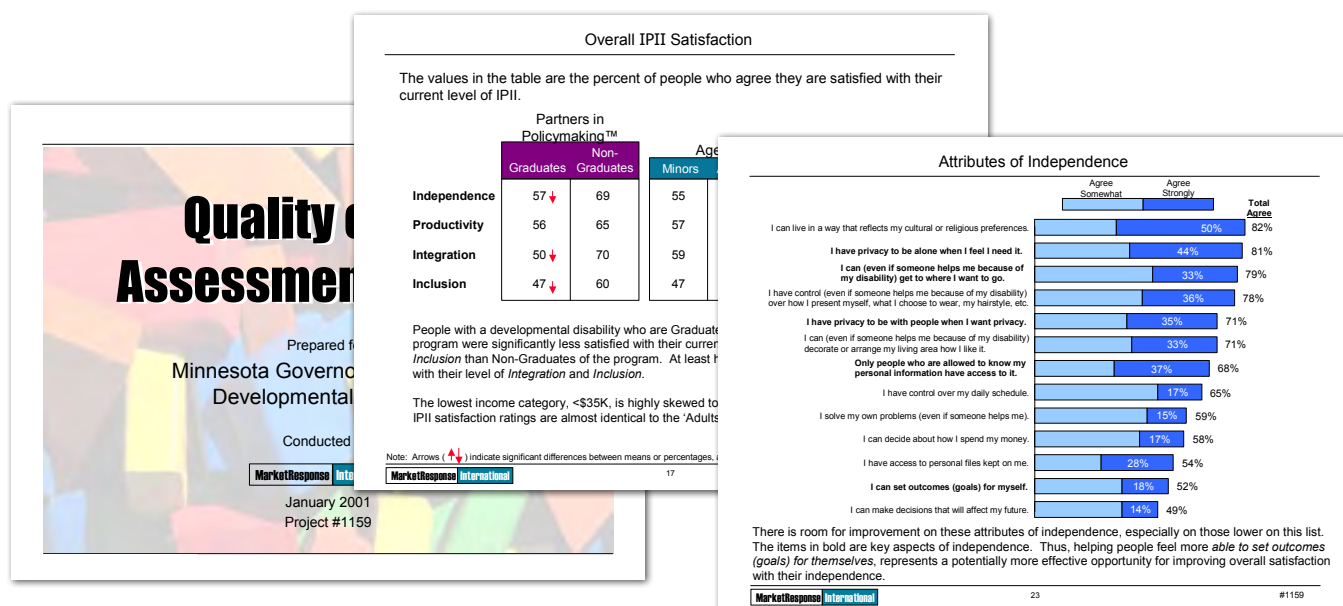 Quality
Assessmen
Prepared f
Minnesota Governo
Developmental
Conducted
MarketResponse Inte
January 2001
Project #1159
Overall IPII Satisfaction
The values in the table are the percent of people who agree they are satisfied with their
current level of IPII.
Partners in
Policymaking™
Age
Graduates Non-Graduates Minors
Independence 57 69 55
Productivity 56 65 57
Integration 50 70 59
Inclusion 47 60 47
People with a developmental disability who are Graduate
program were significantly less satisfied with their curren
Inclusion than Non-Graduates of the program. At least h
with their level of Integration and Inclusion.
The lowest income category, <$35K, is highly skewed to
IPII satisfaction ratings are almost identical to the ‘Adults
Note: Arrows ( ↑↓ ) indicate significant differences between means or percentages, a
MarketResponse International 17
Attributes of Independence
Agree Somewhat Agree Strongly Total Agree
I can live in a way that reflects my cultural or religious preferences. 50% 82%
I have privacy to be alone when I feel I need it. 44% 81%
I can (even if someone helps me because of
my disability) get to where I want to go. 33% 79%
I have control (even if someone helps me because of my disability)
over how I present myself, what I choose to wear, my hairstyle, etc. 36% 78%
I have privacy to be with people when I want privacy. 35% 71%
I can (even if someone helps me because of my disability)
decorate or arrange my living area how I like it. 33% 71%
Only people who are allowed to know my
personal information have access to it. 37% 68%
I have control over my daily schedule. 17% 65%
I solve my own problems (even if someone helps me). 15% 59%
I can decide about how I spend my money. 17% 58%
I have access to personal files kept on me. 28% 54%
I can set outcomes (goals) for myself. 18% 52%
I can make decisions that will affect my future. 14% 49%
There is room for improvement on these attributes of independence, especially on those lower on this list.
The items in bold are key aspects of independence. Thus, helping people feel more able to set outcomes
(goals) for themselves, represents a potentially more effective opportunity for improving overall satisfaction
with their independence.
MarketResponse International 23 #1159